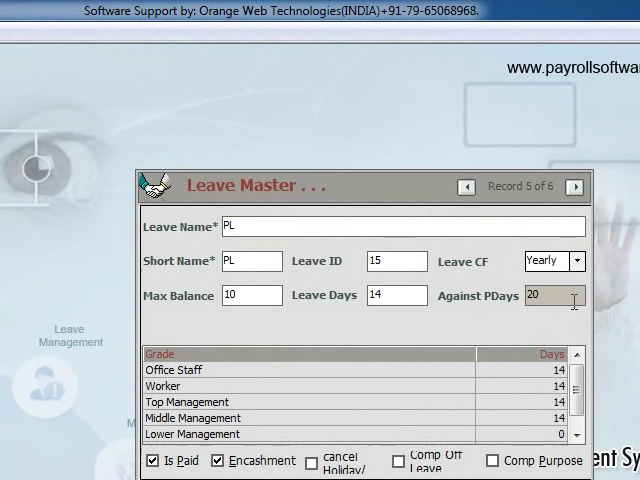 Software Support by: Orange Web Technologies(INDIA)+91-79-65068968.
www.payrollsoftwar
Leave Master . . .
Record 5 of 6
Leave Name* PL
Short Name* PL Leave ID 15 Leave CF Yearly
Max Balance 10 Leave Days 14 Against PDays 20
Leave
Management
Grade Days
Office Staff 14
Worker 14
Top Management 14
Middle Management 14
M
Lower Management 0
Is Paid Encashment cancel Holiday/ Comp Off Leave Comp Purpose
ent Sy